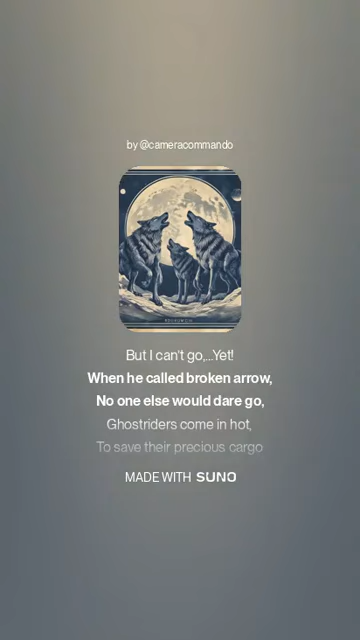 by @cameracommando
But I can't go,...Yet!
When he called broken arrow,
No one else would dare go,
Ghostriders come in hot,
To save their precious cargo
MADE WITH SUNO